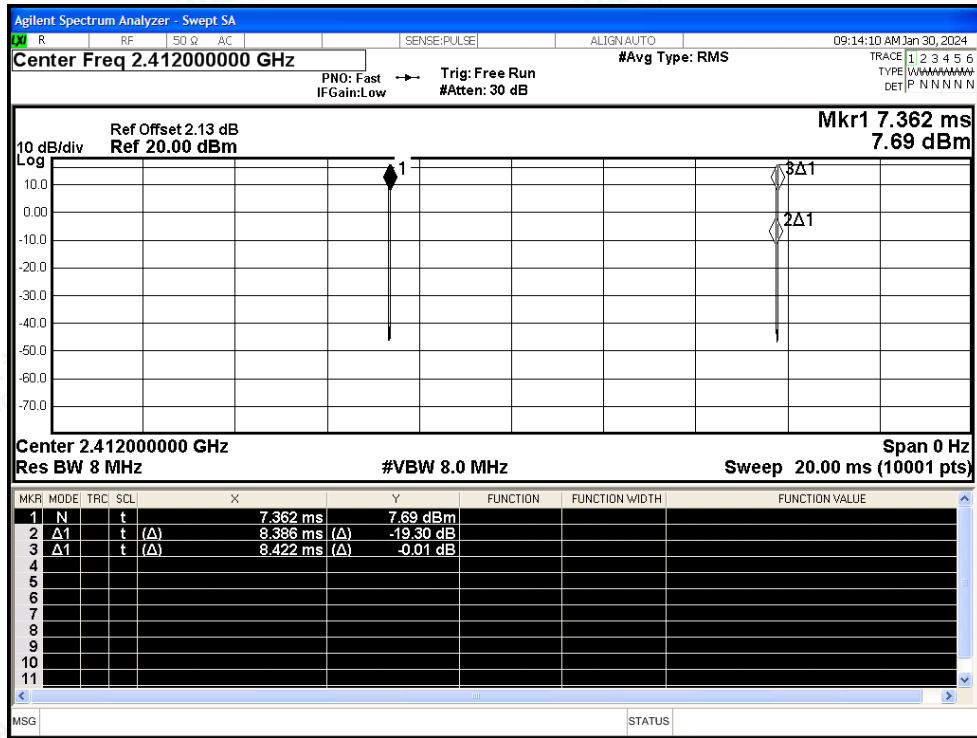 Agilent Spectrum Analyzer - Swept SA
LXI R RF 50 Ω AC SENSE:PULSE ALIGN AUTO 09:14:10 AM Jan 30, 2024
Center Freq 2.412000000 GHz
PNO: Fast
IFGain:Low
Trig: Free Run
#Atten: 30 dB
#Avg Type: RMS
TRACE 1 2 3 4 5 6
TYPE WWWWWW
DET P N N N N N
Mkr1 7.362 ms
7.69 dBm
Ref Offset 2.13 dB
10 dB/div Ref 20.00 dBm
Log
1
3Δ1
2Δ1
10.0
0.00
-10.0
-20.0
-30.0
-40.0
-50.0
-60.0
-70.0
Center 2.412000000 GHz Span 0 Hz
Res BW 8 MHz #VBW 8.0 MHz Sweep 20.00 ms (10001 pts)
MKR MODE TRC SCL X Y FUNCTION FUNCTION WIDTH FUNCTION VALUE
1 N t 7.362 ms 7.69 dBm
2 Δ1 t (Δ) 8.386 ms (Δ) -19.30 dB
3 Δ1 t (Δ) 8.422 ms (Δ) -0.01 dB
4
5
6
7
8
9
10
11
MSG STATUS